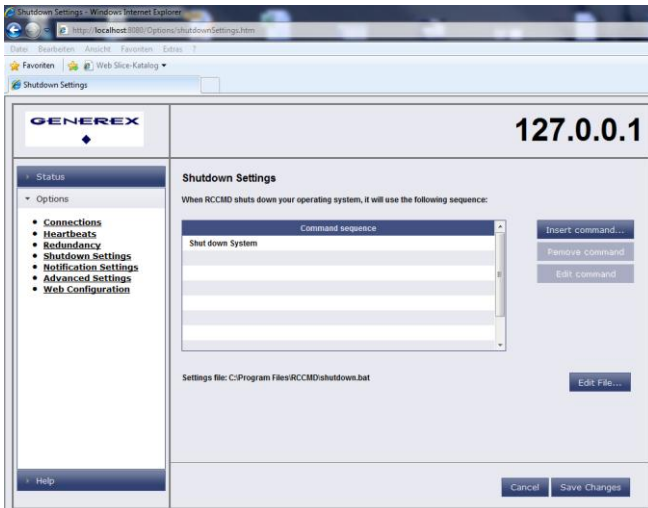 Shutdown Settings - Windows Internet Explorer
http://localhost:8080/Options/shutdownSettings.htm
Datei Bearbeiten Ansicht Favoriten Extras ?
Favoriten Web Slice-Katalog
Shutdown Settings
GENEREX
127.0.0.1
Status
Options
Connections
Heartbeats
Redundancy
Shutdown Settings
Notification Settings
Advanced Settings
Web Configuration
Help
Shutdown Settings
When RCCMD shuts down your operating system, it will use the following sequence:
Command sequence
Shut down System
Insert command...
Remove command
Edit command
Settings file: C:\Program Files\RCCMD\shutdown.bat
Edit File...
Cancel Save Changes